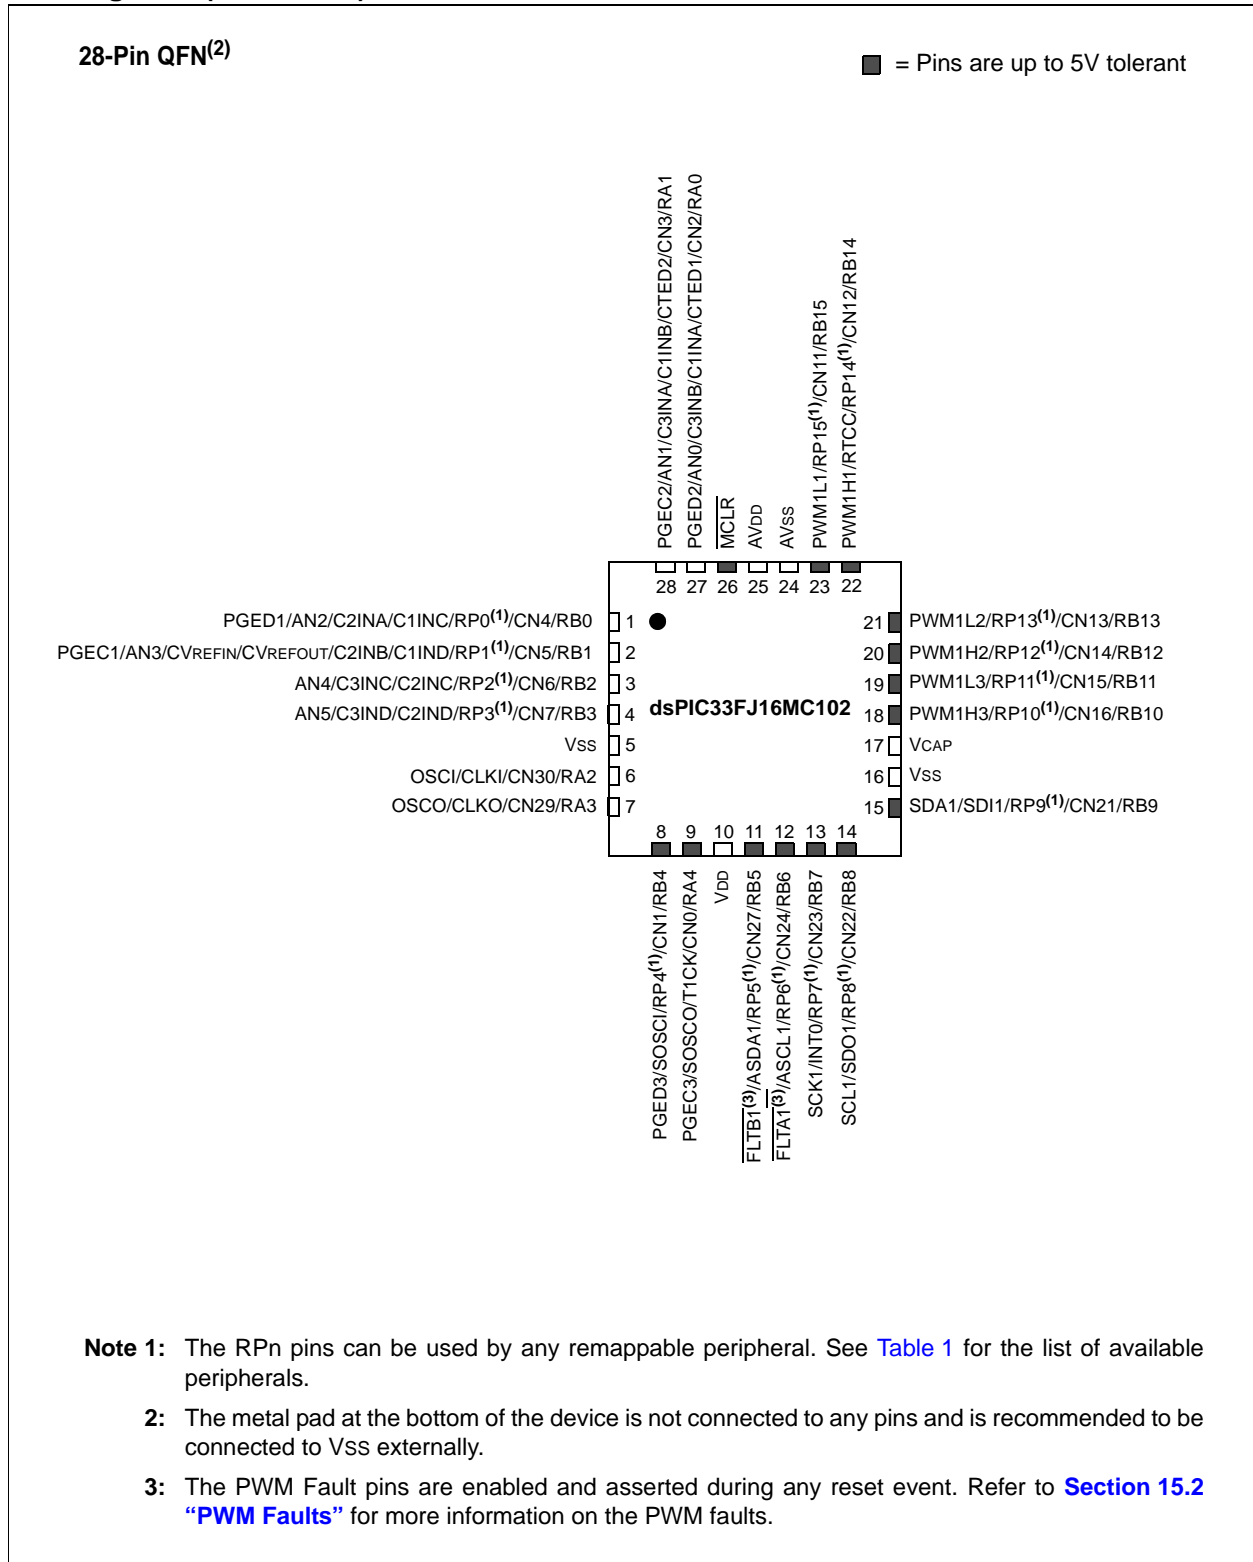 28-Pin QFN(2)
= Pins are up to 5V tolerant
PGEC2/AN1/C3INA/C1INB/CTED2/CN3/RA1
PGED2/AN0/C3INB/C1INA/CTED1/CN2/RA0
MCLR
AVDD
AVSS
PWM1L1/RP15(1)/CN11/RB15
PWM1H1/RTCC/RP14(1)/CN12/RB14
28 27 26 25 24 23 22
PGED1/AN2/C2INA/C1INC/RP0(1)/CN4/RB0 1
PGEC1/AN3/CVREFIN/CVREFOUT/C2INB/C1IND/RP1(1)/CN5/RB1 2
AN4/C3INC/C2INC/RP2(1)/CN6/RB2 3
AN5/C3IND/C2IND/RP3(1)/CN7/RB3 4
VSS 5
OSCI/CLKI/CN30/RA2 6
OSCO/CLKO/CN29/RA3 7
dsPIC33FJ16MC102
21 PWM1L2/RP13(1)/CN13/RB13
20 PWM1H2/RP12(1)/CN14/RB12
19 PWM1L3/RP11(1)/CN15/RB11
18 PWM1H3/RP10(1)/CN16/RB10
17 VCAP
16 VSS
15 SDA1/SDI1/RP9(1)/CN21/RB9
8 9 10 11 12 13 14
PGED3/SOSCI/RP4(1)/CN1/RB4
PGEC3/SOSCO/T1CK/CN0/RA4
VDD
FLTB1(3)/ASDA1/RP5(1)/CN27/RB5
FLTA1(3)/ASCL1/RP6(1)/CN24/RB6
SCK1/INT0/RP7(1)/CN23/RB7
SCL1/SDO1/RP8(1)/CN22/RB8
Note 1: The RPn pins can be used by any remappable peripheral. See Table 1 for the list of available
peripherals.
2: The metal pad at the bottom of the device is not connected to any pins and is recommended to be
connected to VSS externally.
3: The PWM Fault pins are enabled and asserted during any reset event. Refer to Section 15.2
“PWM Faults” for more information on the PWM faults.